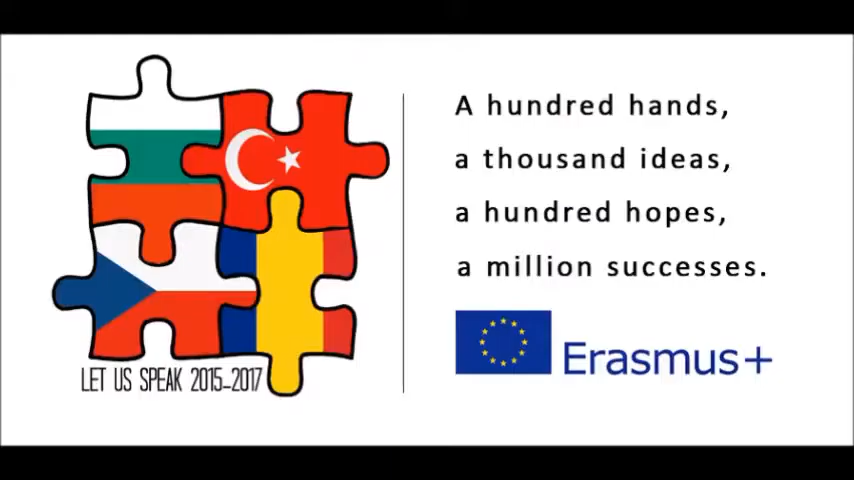 LET US SPEAK 2015-2017
A hundred hands,
a thousand ideas,
a hundred hopes,
a million successes.
Erasmus+